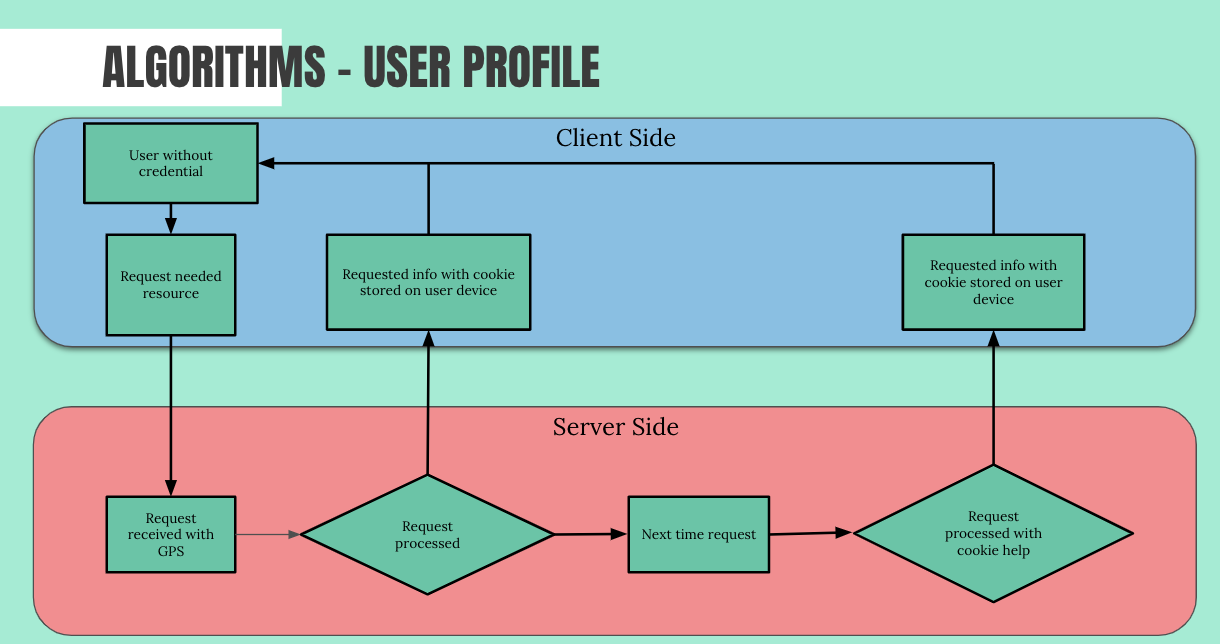 ALGORITHMS - USER PROFILE
Client Side
User without
credential
Request needed
resource
Requested info with cookie
stored on user device
Requested info with
cookie stored on user
device
Server Side
Request
received with
GPS
Request
processed
Next time request
Request
processed with
cookie help